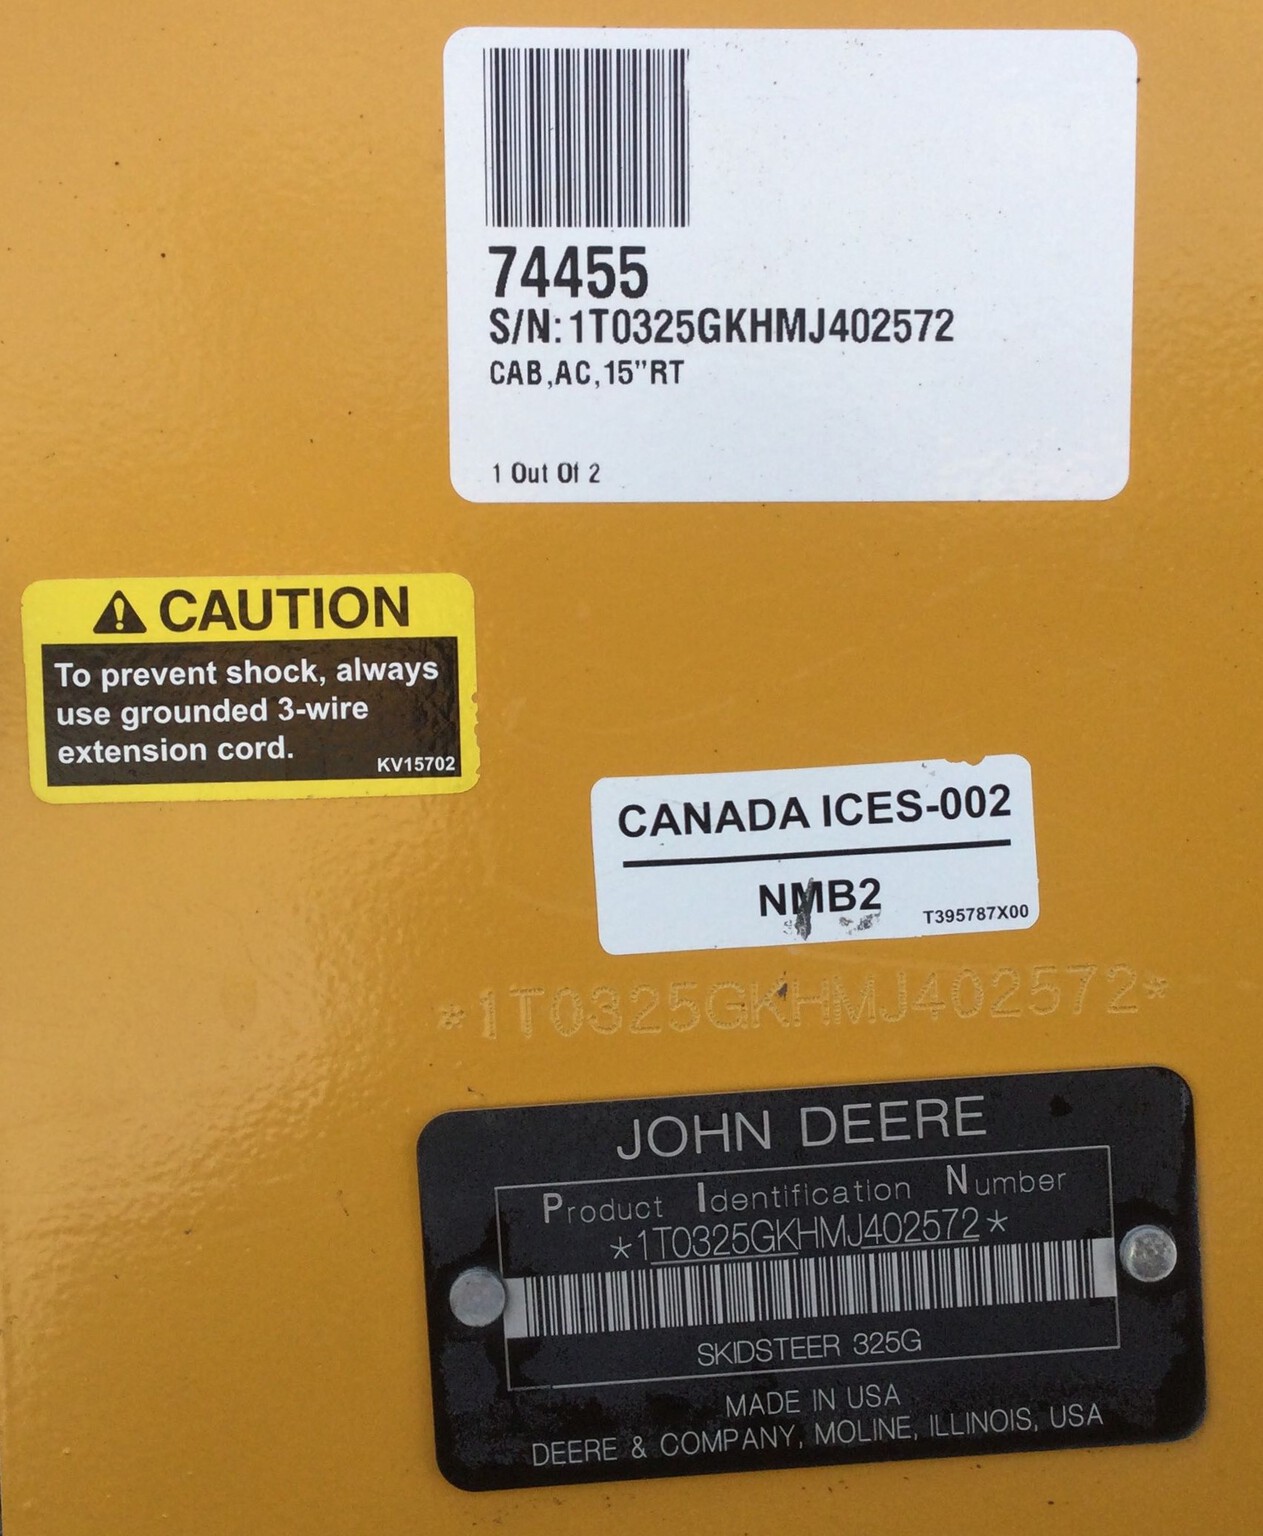 74455
S/N: 1T0325GKHMJ402572
CAB,AC,15"RT
1 Out Of 2
CAUTION
To prevent shock, always
use grounded 3-wire
extension cord.
KV15702
CANADA ICES-002
NMB2
T395787X00
*1T0325GKHMJ402572*
JOHN DEERE
Product Identification Number
*1T0325GKHMJ402572*
SKIDSTEER 325G
MADE IN USA
DEERE & COMPANY, MOLINE, ILLINOIS, USA